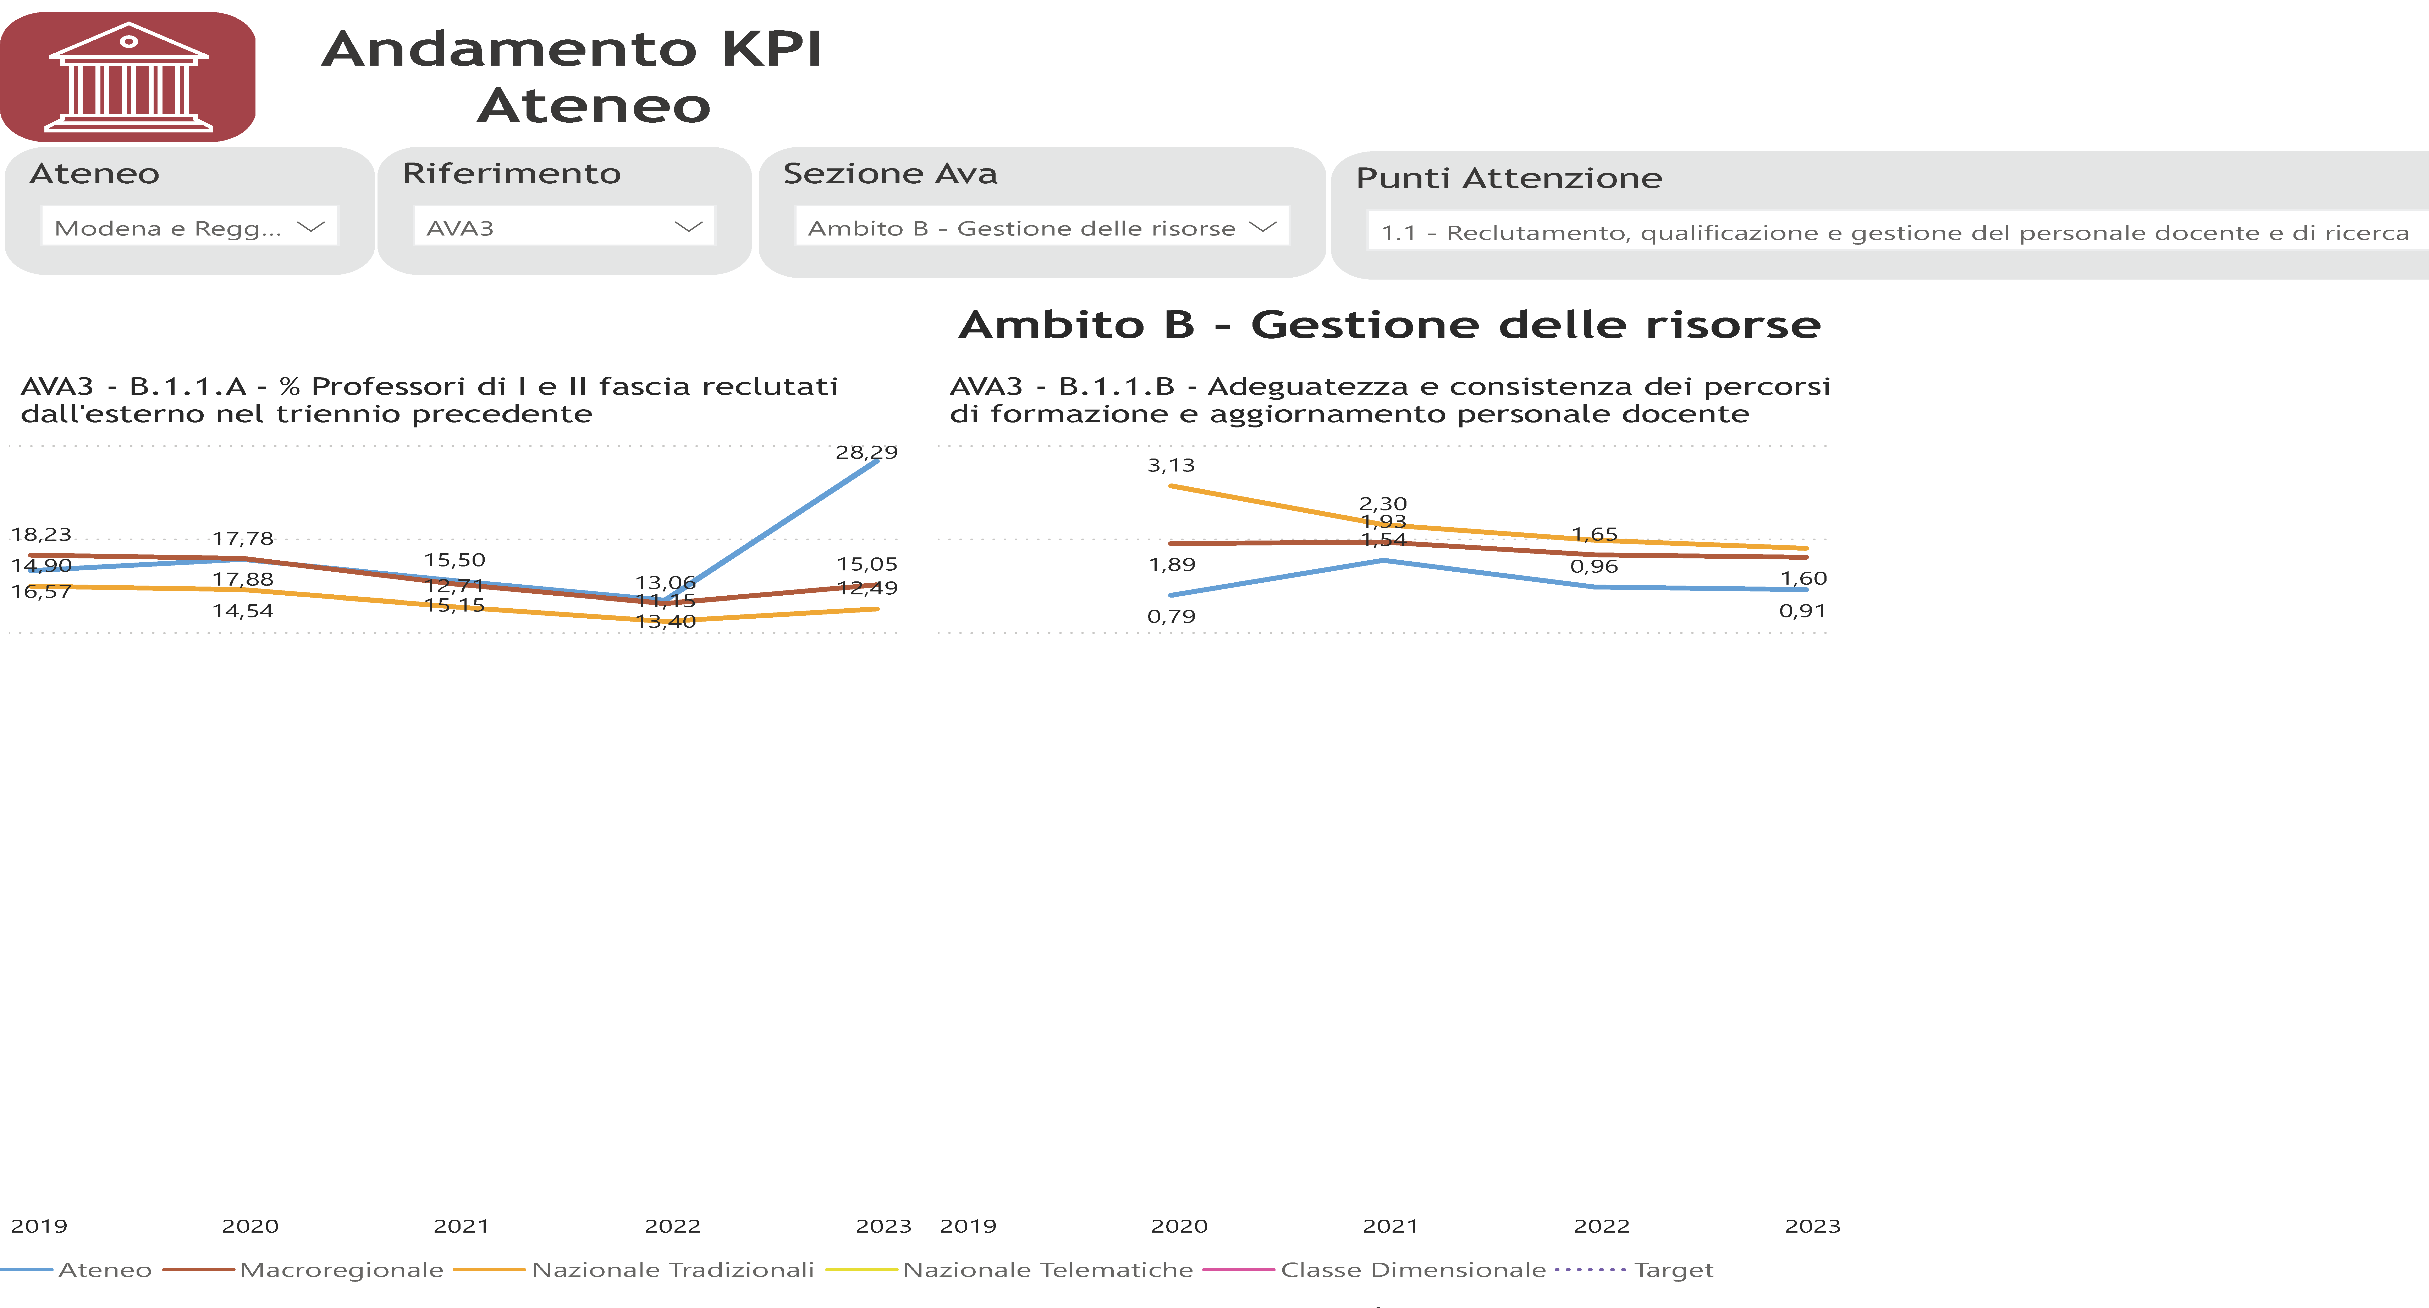 Andamento KPI
Ateneo
Ateneo
Riferimento
Sezione Ava
Punti Attenzione
Modena e Regg...
AVA3
Ambito B - Gestione delle risorse
1.1 - Reclutamento, qualificazione e gestione del personale docente e di ricerca
Ambito B - Gestione delle risorse
AVA3 - B.1.1.A - % Professori di I e II fascia reclutati
dall'esterno nel triennio precedente
28,29
18,23
17,78
15,50
15,05
14,90
17,88
12,71
13,06
12,49
16,57
14,54
15,15
11,15
13,40
2019
2020
2021
2022
2023
AVA3 - B.1.1.B - Adeguatezza e consistenza dei percorsi
di formazione e aggiornamento personale docente
3,13
2,30
1,93
1,65
1,54
1,89
0,96
1,60
0,79
0,91
2019
2020
2021
2022
2023
Ateneo
Macroregionale
Nazionale Tradizionali
Nazionale Telematiche
Classe Dimensionale
Target